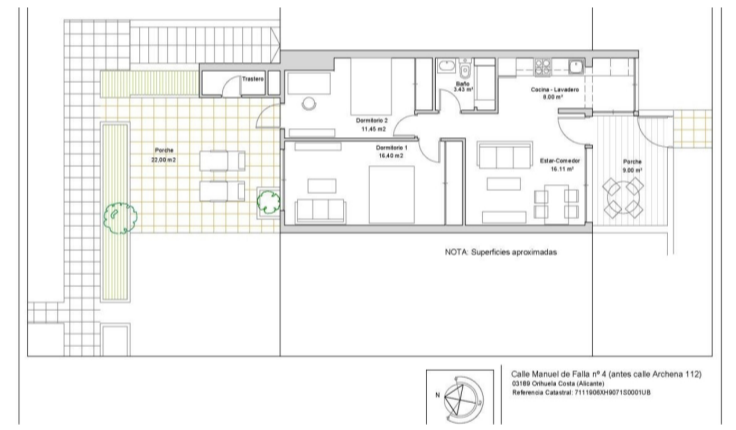 Trastero
Baño
3.43 m²
Cocina - Lavadero
8.00 m²
Dormitorio 2
11,45 m2
Porche
22.00 m2
Dormitorio 1
16,40 m2
Estar-Comedor
16.11 m²
Porche
9.00 m²
NOTA: Superficies aproximadas
Calle Manuel de Falla nº 4 (antes calle Archena 112)
03189 Orihuela Costa (Alicante)
Referencia Catastral: 7111906XH9071S0001UB
N